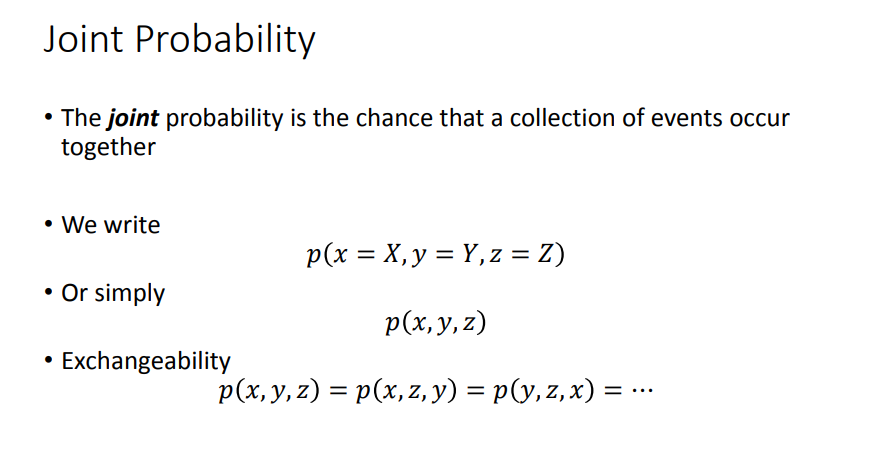 Joint Probability
• The joint probability is the chance that a collection of events occur
together
• We write
p(x = X, y = Y, z = Z)
• Or simply
p(x, y, z)
• Exchangeability
p(x, y, z) = p(x, z, y) = p(y, z, x) = ⋯